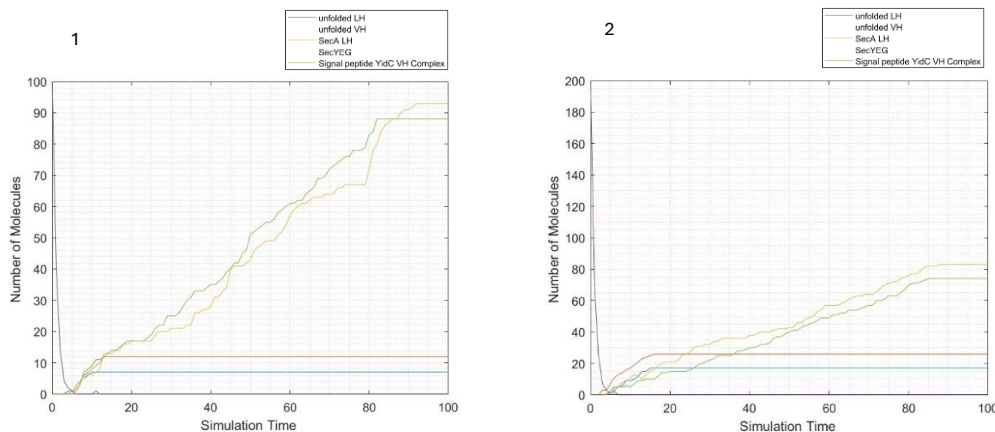 1
unfolded LH
unfolded VH
SecA LH
SecYEG
Signal peptide YidC VH Complex
100
90
80
70
60
50
40
30
20
10
0
Number of Molecules
0 20 40 60 80 100
Simulation Time
2
unfolded LH
unfolded VH
SecA LH
SecYEG
Signal peptide YidC VH Complex
200
180
160
140
120
100
80
60
40
20
0
Number of Molecules
0 20 40 60 80 100
Simulation Time